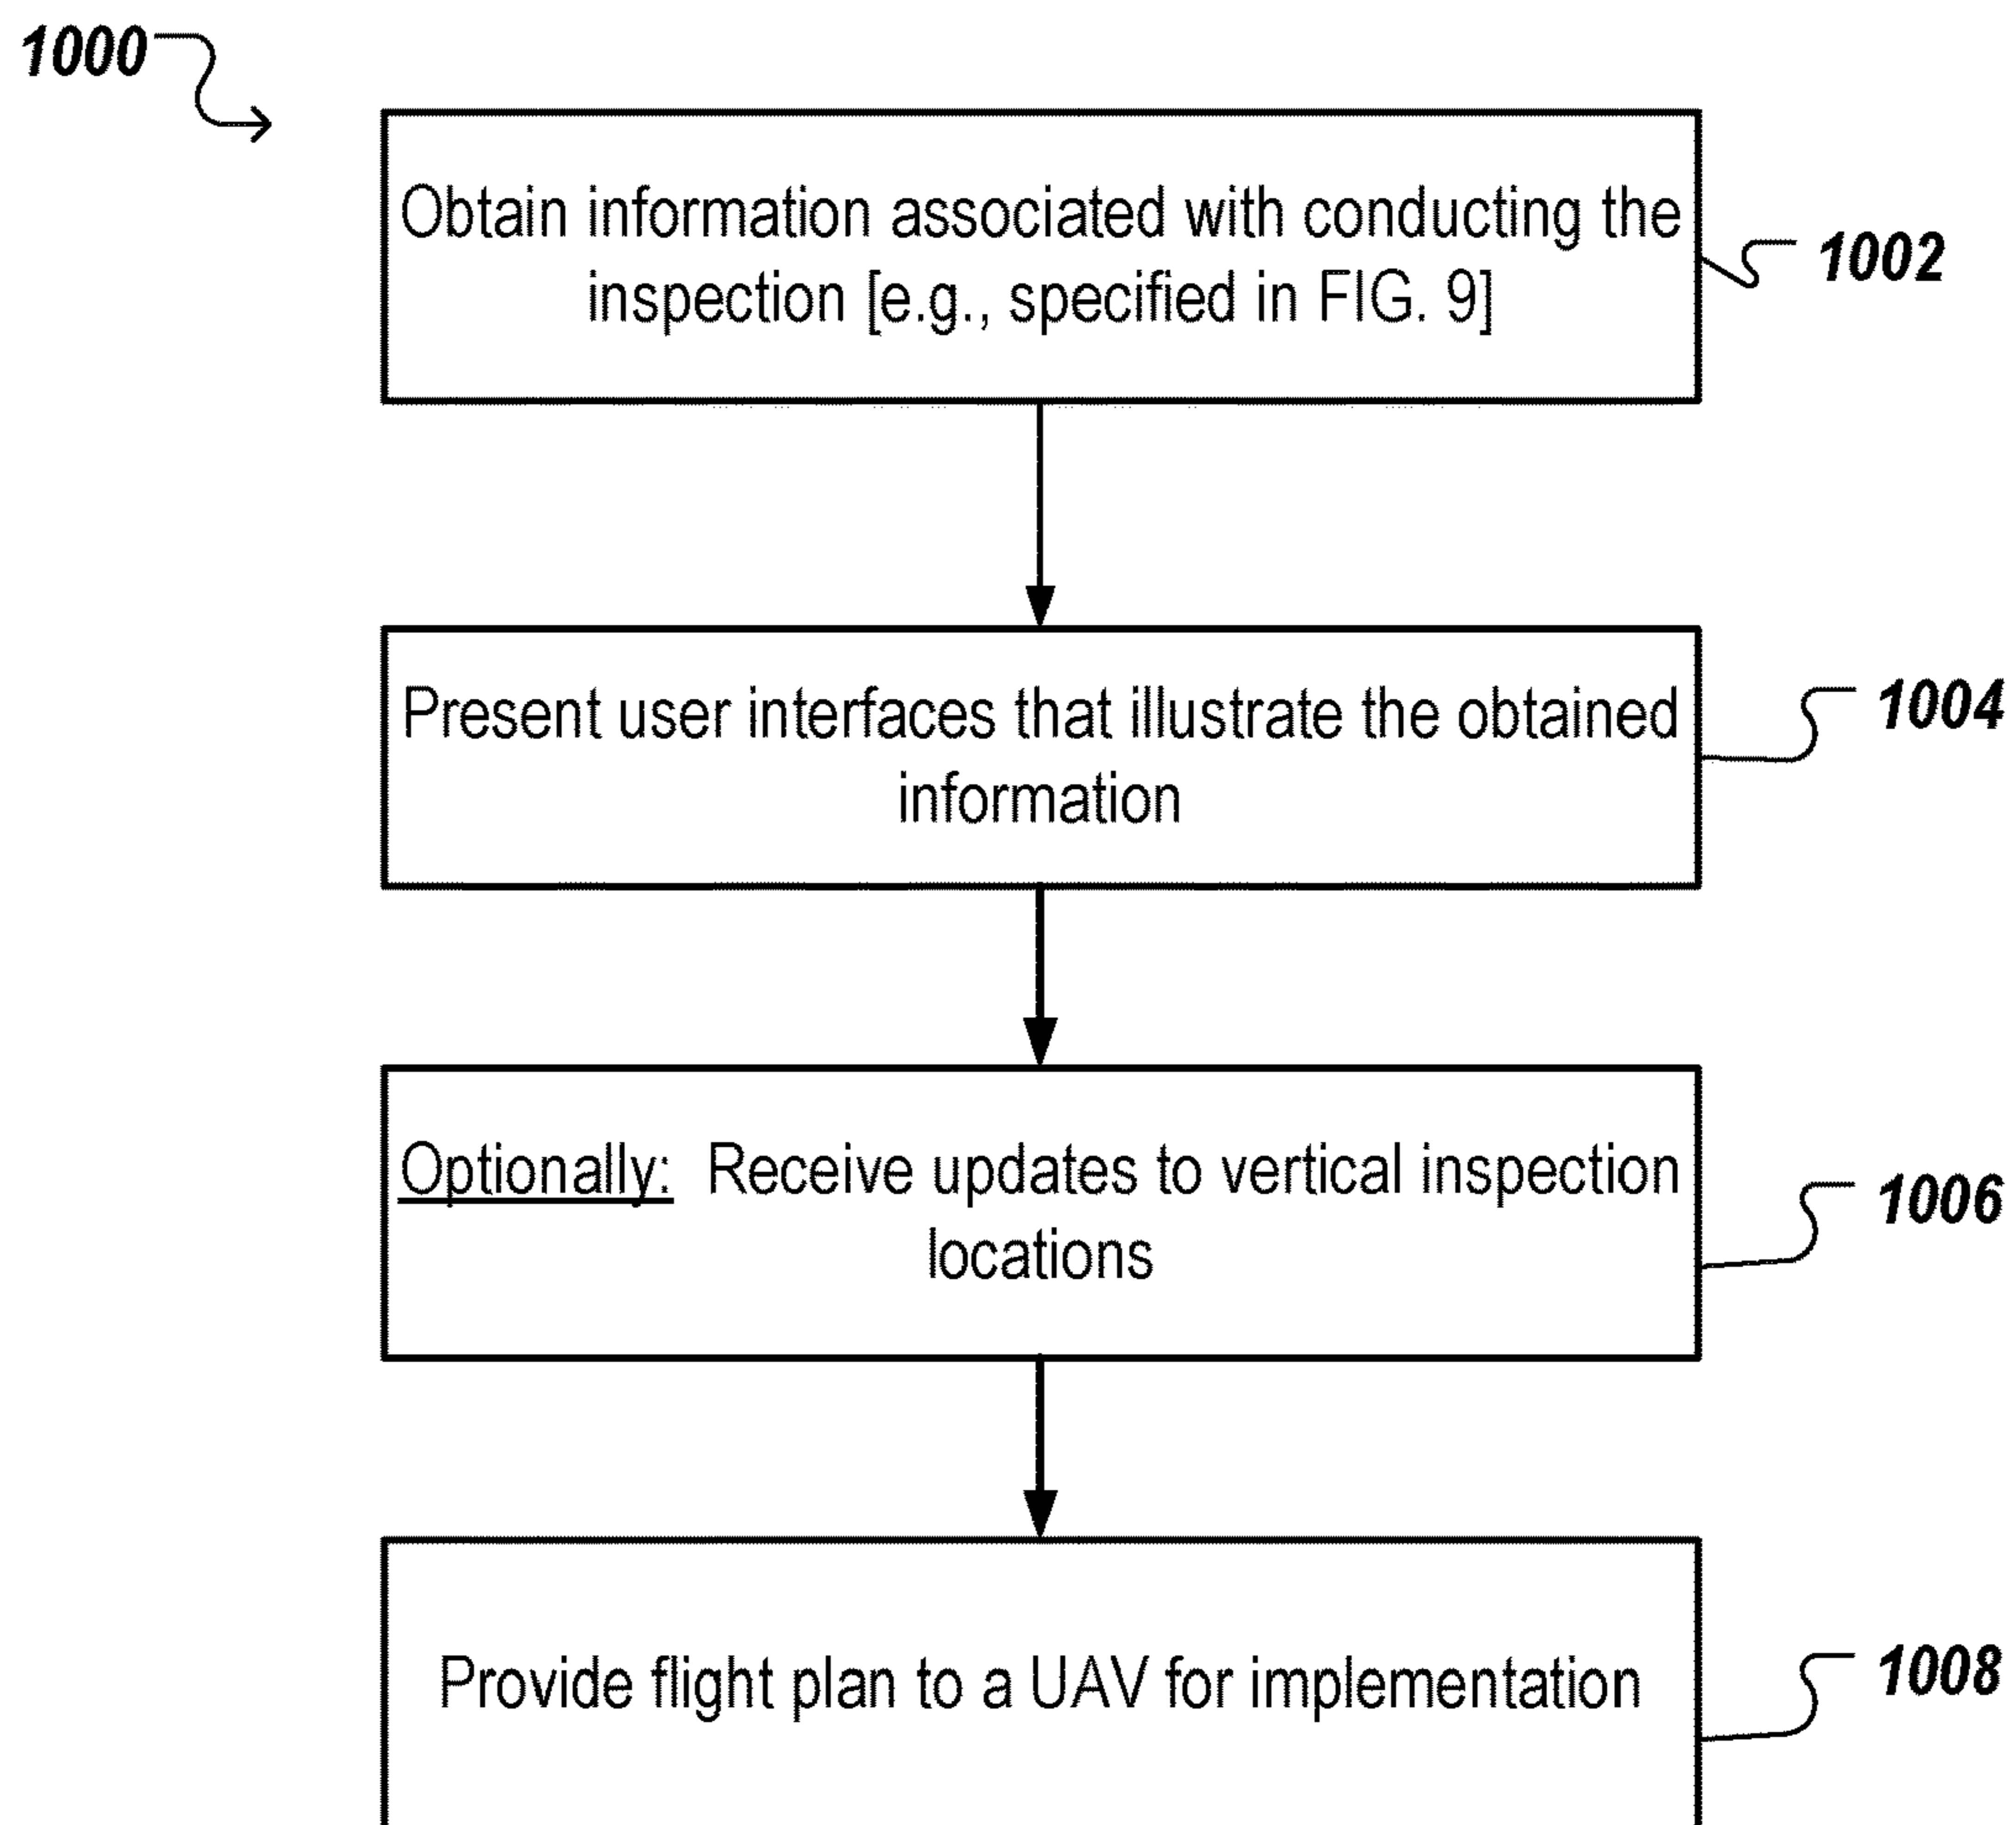 1000
Obtain information associated with conducting the
inspection [e.g., specified in FIG. 9]
1002
Present user interfaces that illustrate the obtained
information
1004
Optionally: Receive updates to vertical inspection
locations
1006
Provide flight plan to a UAV for implementation
1008